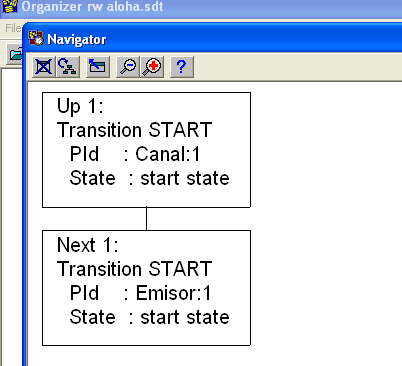 Organizer rw aloha.sdt
File
Navigator
Up 1:
Transition START
PId : Canal:1
State : start state
Next 1:
Transition START
PId : Emisor:1
State : start state